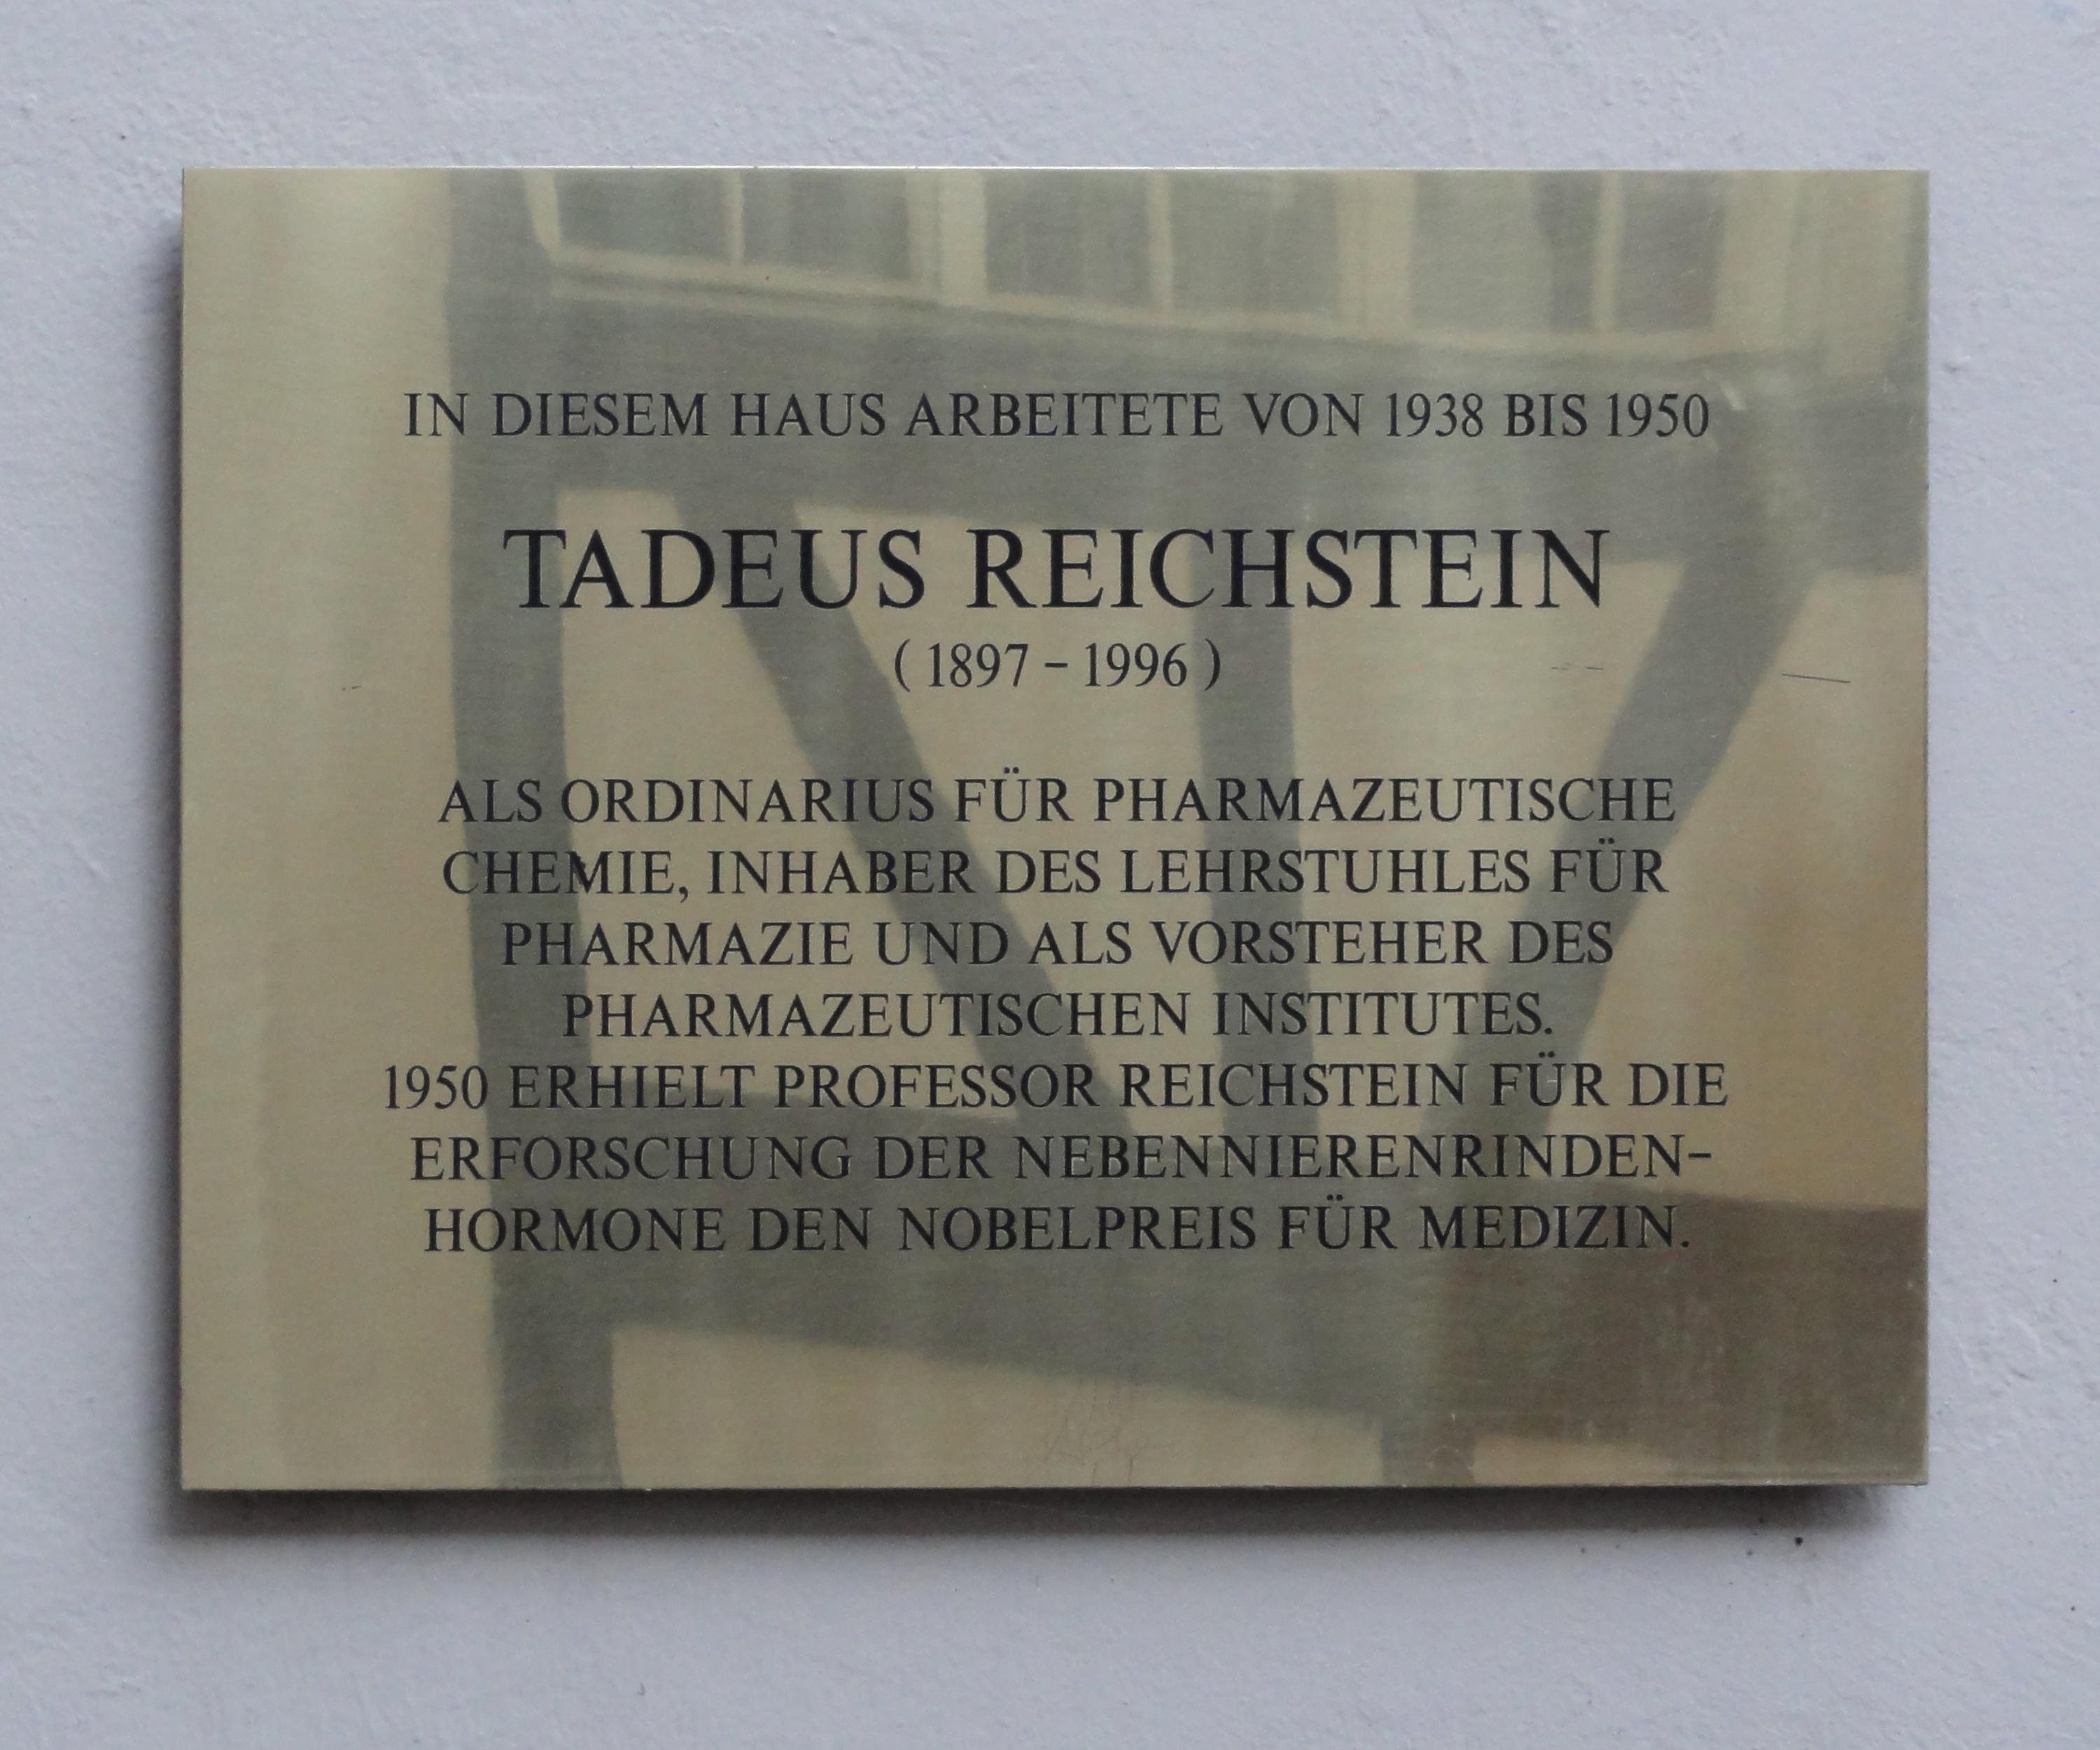 IN DIESEM HAUS ARBEITETE VON 1938 BIS 1950
TADEUS REICHSTEIN
( 1897 – 1996 )
ALS ORDINARIUS FÜR PHARMAZEUTISCHE
CHEMIE, INHABER DES LEHRSTUHLES FÜR
PHARMAZIE UND ALS VORSTEHER DES
PHARMAZEUTISCHEN INSTITUTES.
1950 ERHIELT PROFESSOR REICHSTEIN FÜR DIE
ERFORSCHUNG DER NEBENNIERENRINDEN-
HORMONE DEN NOBELPREIS FÜR MEDIZIN.